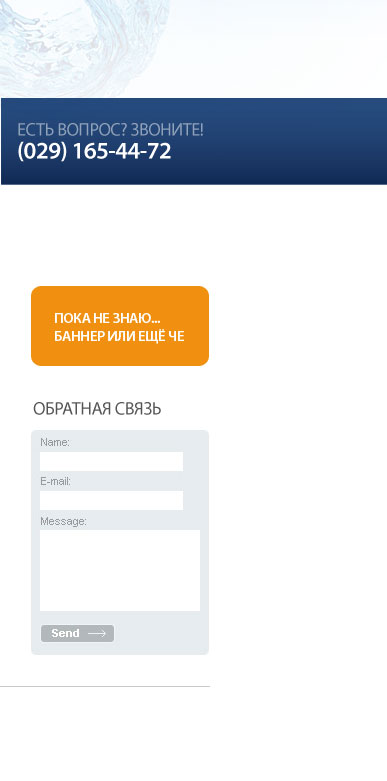 ЕСТЬ ВОПРОС? ЗВОНИТЕ!
(029) 165-44-72
ПОКА НЕ ЗНАЮ...
БАННЕР ИЛИ ЕЩЁ ЧЕ
ОБРАТНАЯ СВЯЗЬ
Name:
E-mail:
Message:
Send